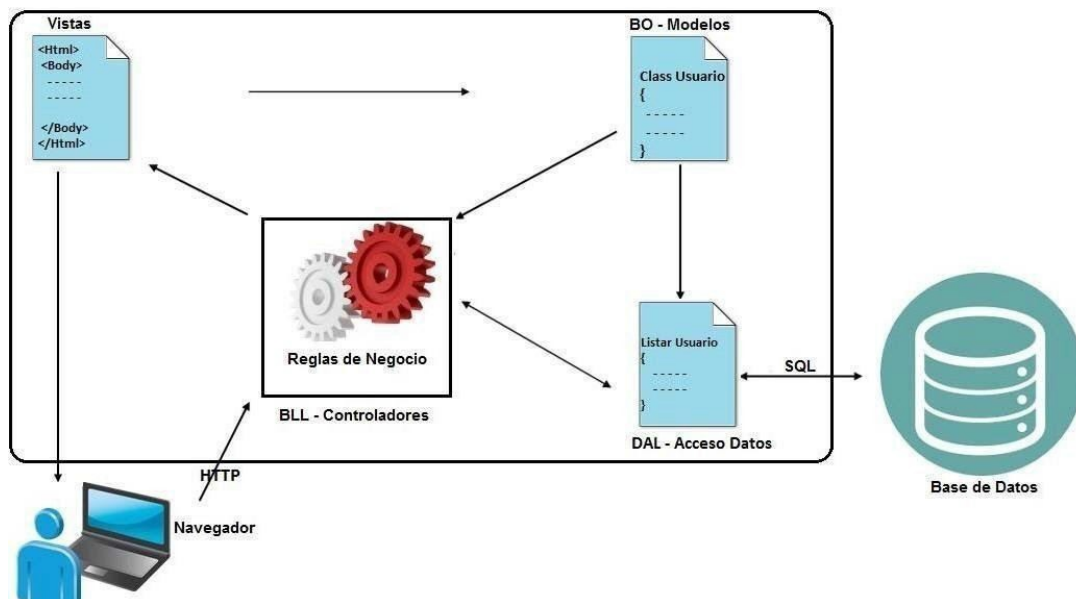 Vistas
<Html>
<Body>
- - - - -
- - - - -
</Body>
</Html>
BO - Modelos
Class Usuario
{
- - - - -
- - - - -
}
Reglas de Negocio
BLL - Controladores
Listar Usuario
{
- - - - -
- - - - -
}
DAL - Acceso Datos
SQL
Base de Datos
HTTP
Navegador